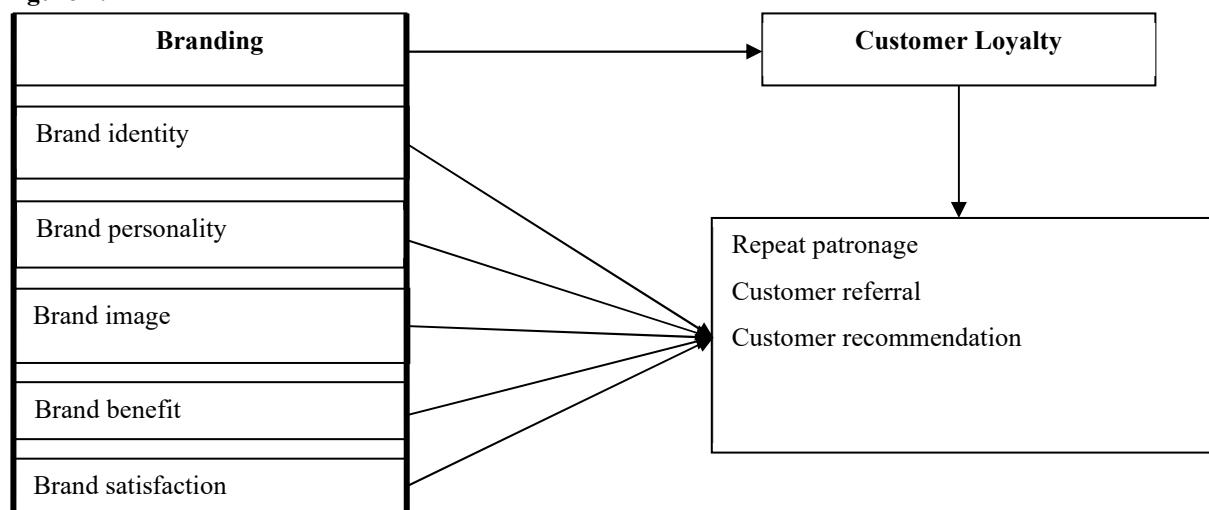 Branding
Customer Loyalty
Brand identity
Brand personality
Brand image
Brand benefit
Brand satisfaction
Repeat patronage
Customer referral
Customer recommendation